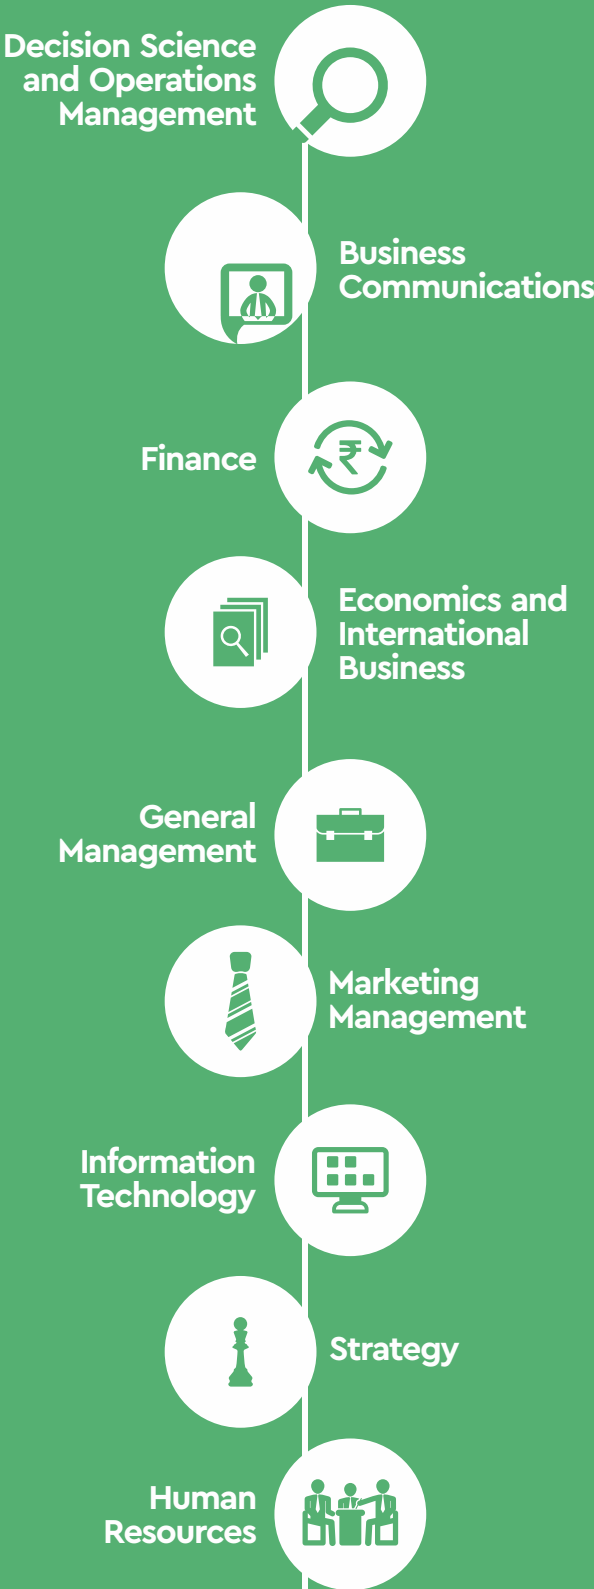 Decision Science
and Operations
Management
Business
Communications
Finance
₹
Economics and
International
Business
General
Management
Marketing
Management
Information
Technology
Strategy
Human
Resources